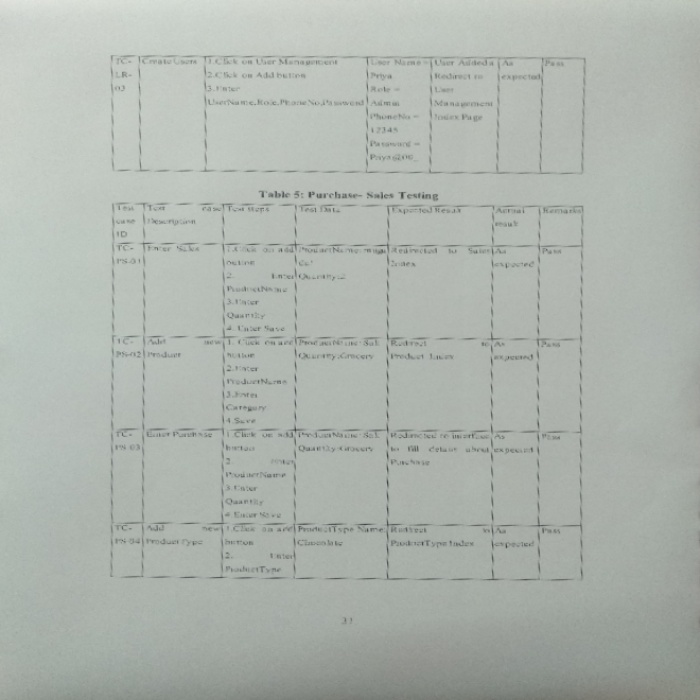 TC- Create Users 1.Click on User Management User Name= User Added & As Pass
LR- 2.Click on Add button Priya Redirect to expected
03 3.Enter Role = User
UserName,Role,PhoneNo,Password Admin Management
PhoneNo = Index Page
12345
Password =
Table 5: Purchase- Sales Testing
Test Test case Test Steps Test Data Expected Result Actual Remarks
case Description result
ID
TC- Enter Sales 1.Click on add ProductName: Redirected to Sales As Pass
PS-01 button Index expected
2. Enter Quantity:2
ProductName
3.Enter
Quantity
4. Enter Save
TC- Add new 1. Click on add ProductName: Redirect to As Pass
PS-02 Product button Quantity:Grocery Product Index expected
2.Enter
ProductName
3.Enter
Category
4.Save
TC- Enter Purchase 1.Click on add ProductName: Redirected to interface As Pass
PS-03 button Quantity:Grocery to fill details about expected
2. enter Purchase
ProductName
3.Enter
Quantity
4. Enter Save
TC- Add new 1.Click on add ProductType Name: Redirect to As Pass
PS-04 Product Type button Chocolate ProductType Index expected
2. Enter
ProductType